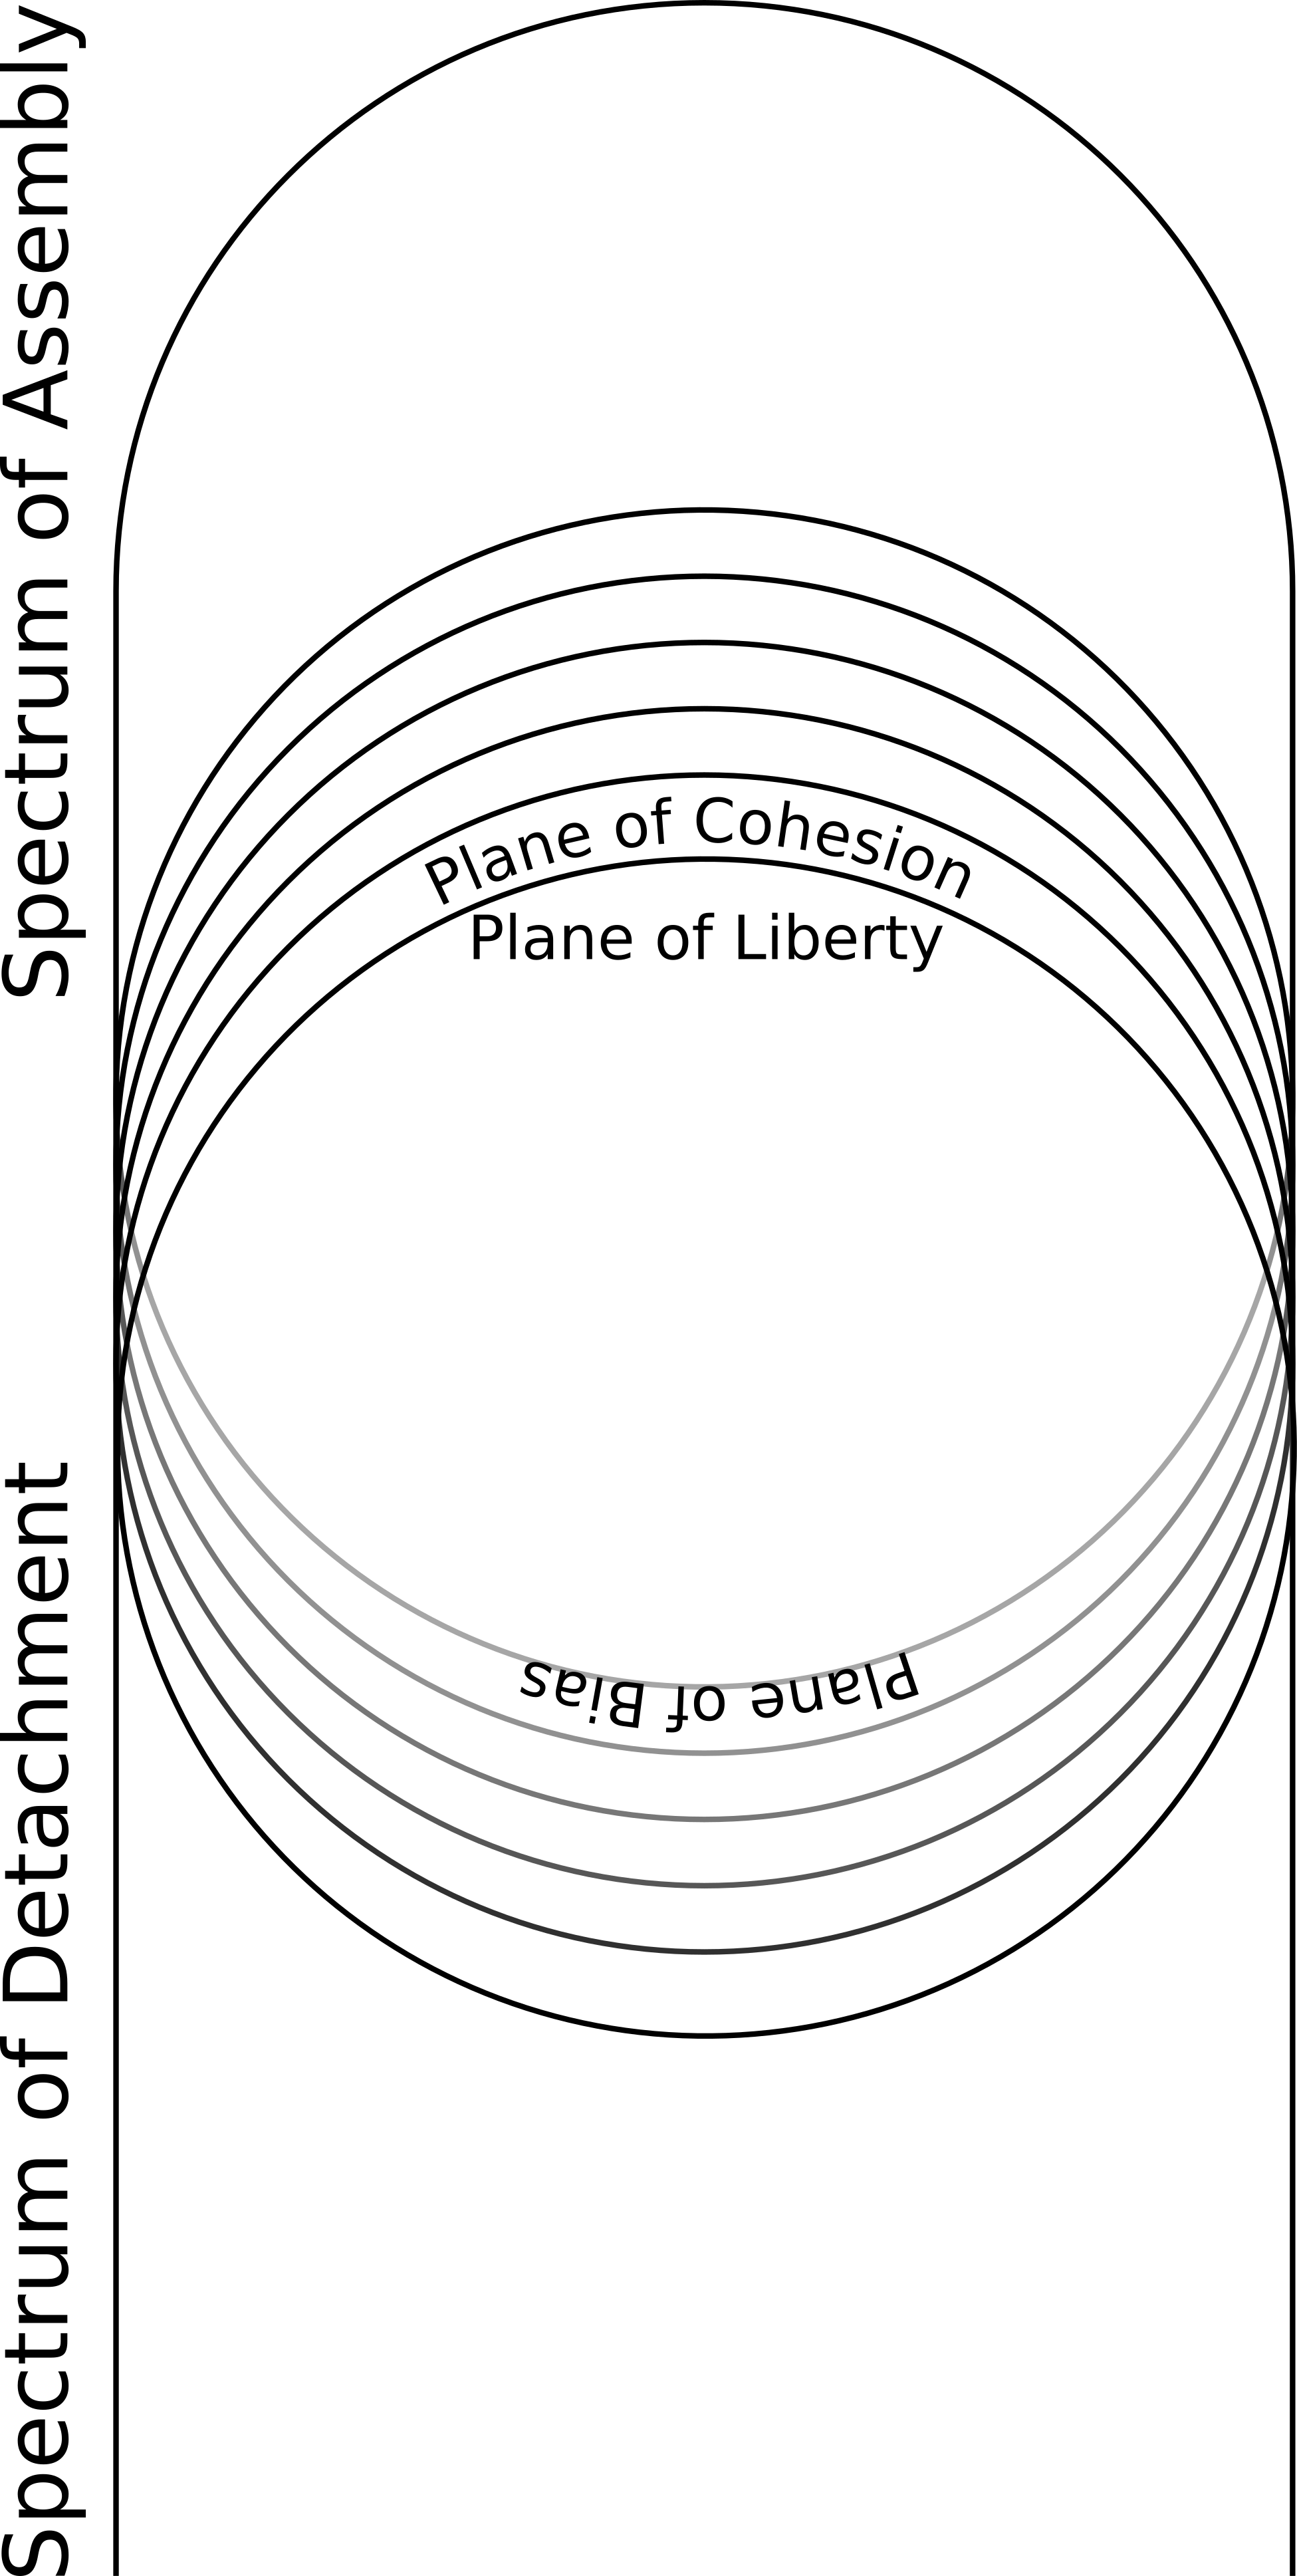 Spectrum of Assembly
Plane of Cohesion
Plane of Liberty
Spectrum of Detachment
Plane of Bias